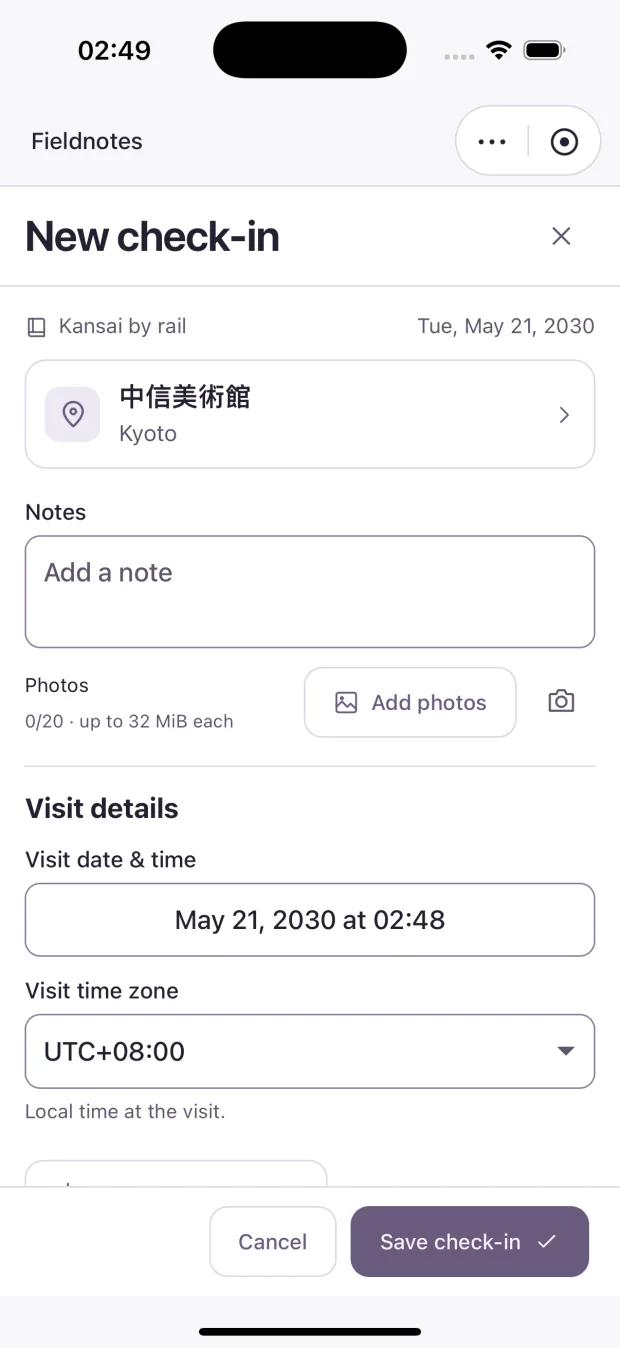 02:49
Fieldnotes
New check-in
Kansai by rail
Tue, May 21, 2030
中信美術館
Kyoto
Notes
Add a note
Photos
0/20 · up to 32 MiB each
Add photos
Visit details
Visit date & time
May 21, 2030 at 02:48
Visit time zone
UTC+08:00
Local time at the visit.
Cancel
Save check-in